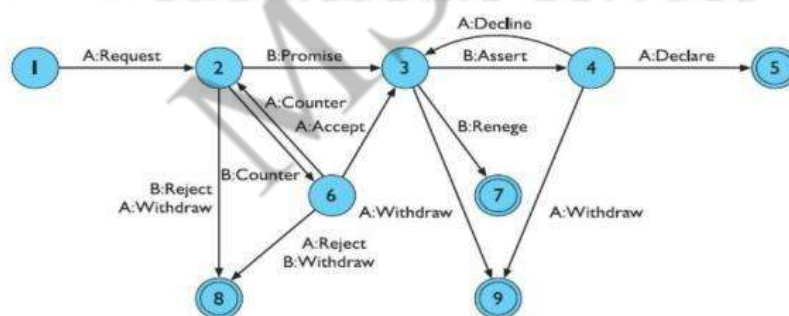 A:Decline
1
A:Request
2
B:Promise
3
B:Assert
4
A:Declare
5
A:Counter
A:Accept
B:Renege
B:Counter
B:Reject
A:Withdraw
6
A:Withdraw
7
A:Withdraw
A:Reject
B:Withdraw
8
9